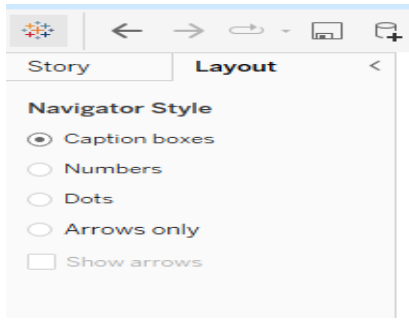 Story Layout <
Navigator Style
Caption boxes
Numbers
Dots
Arrows only
Show arrows